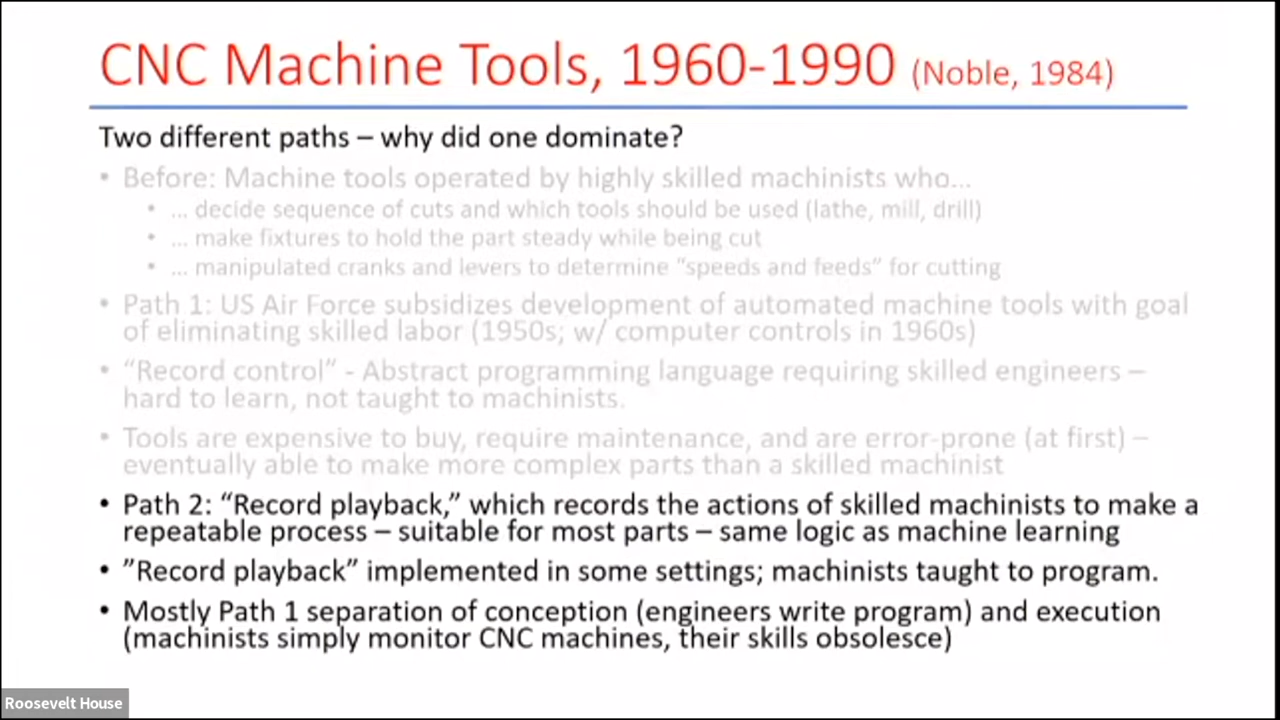 CNC Machine Tools, 1960-1990 (Noble, 1984)
Two different paths – why did one dominate?
• Before: Machine tools operated by highly skilled machinists who...
• ... decide sequence of cuts and which tools should be used (lathe, mill, drill)
• ... make fixtures to hold the part steady while being cut
• ... manipulated cranks and levers to determine "speeds and feeds" for cutting
• Path 1: US Air Force subsidizes development of automated machine tools with goal
of eliminating skilled labor (1950s; w/ computer controls in 1960s)
• “Record control” - Abstract programming language requiring skilled engineers –
hard to learn, not taught to machinists.
• Tools are expensive to buy, require maintenance, and are error-prone (at first) –
eventually able to make more complex parts than a skilled machinist
• Path 2: “Record playback,” which records the actions of skilled machinists to make a
repeatable process – suitable for most parts – same logic as machine learning
• ”Record playback” implemented in some settings; machinists taught to program.
• Mostly Path 1 separation of conception (engineers write program) and execution
(machinists simply monitor CNC machines, their skills obsolesce)
Roosevelt House